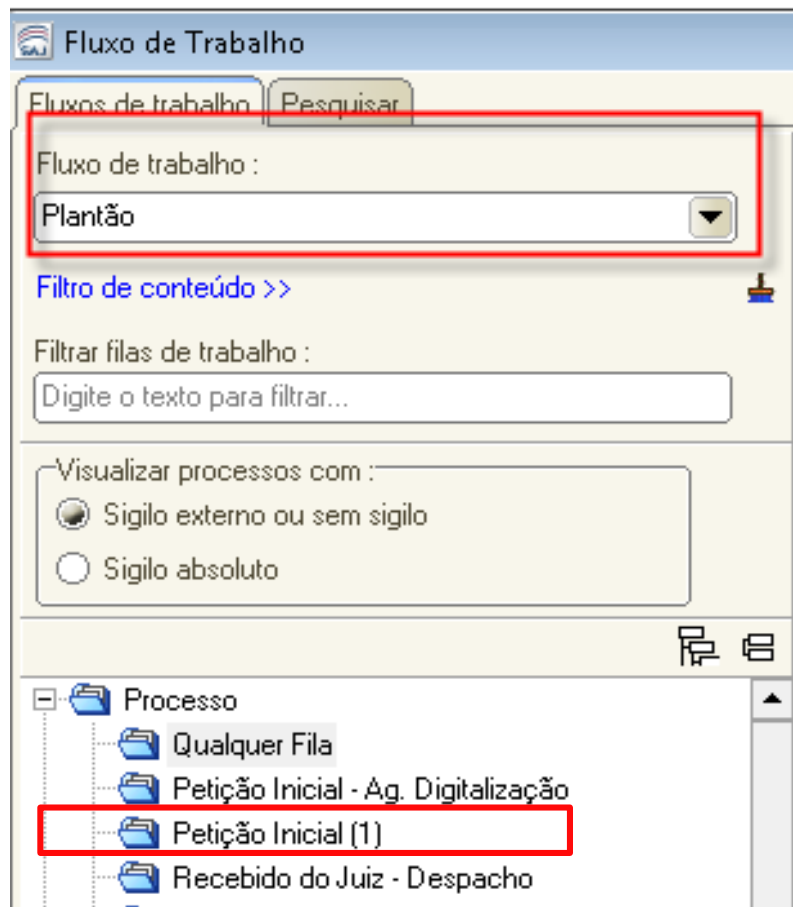 SAJ Fluxo de Trabalho
Fluxos de trabalho Pesquisar
Fluxo de trabalho :
Plantão
Filtro de conteúdo >>
Filtrar filas de trabalho :
Digite o texto para filtrar...
Visualizar processos com :
Sigilo externo ou sem sigilo
Sigilo absoluto
Processo
Qualquer Fila
Petição Inicial - Ag. Digitalização
Petição Inicial (1)
Recebido do Juiz - Despacho